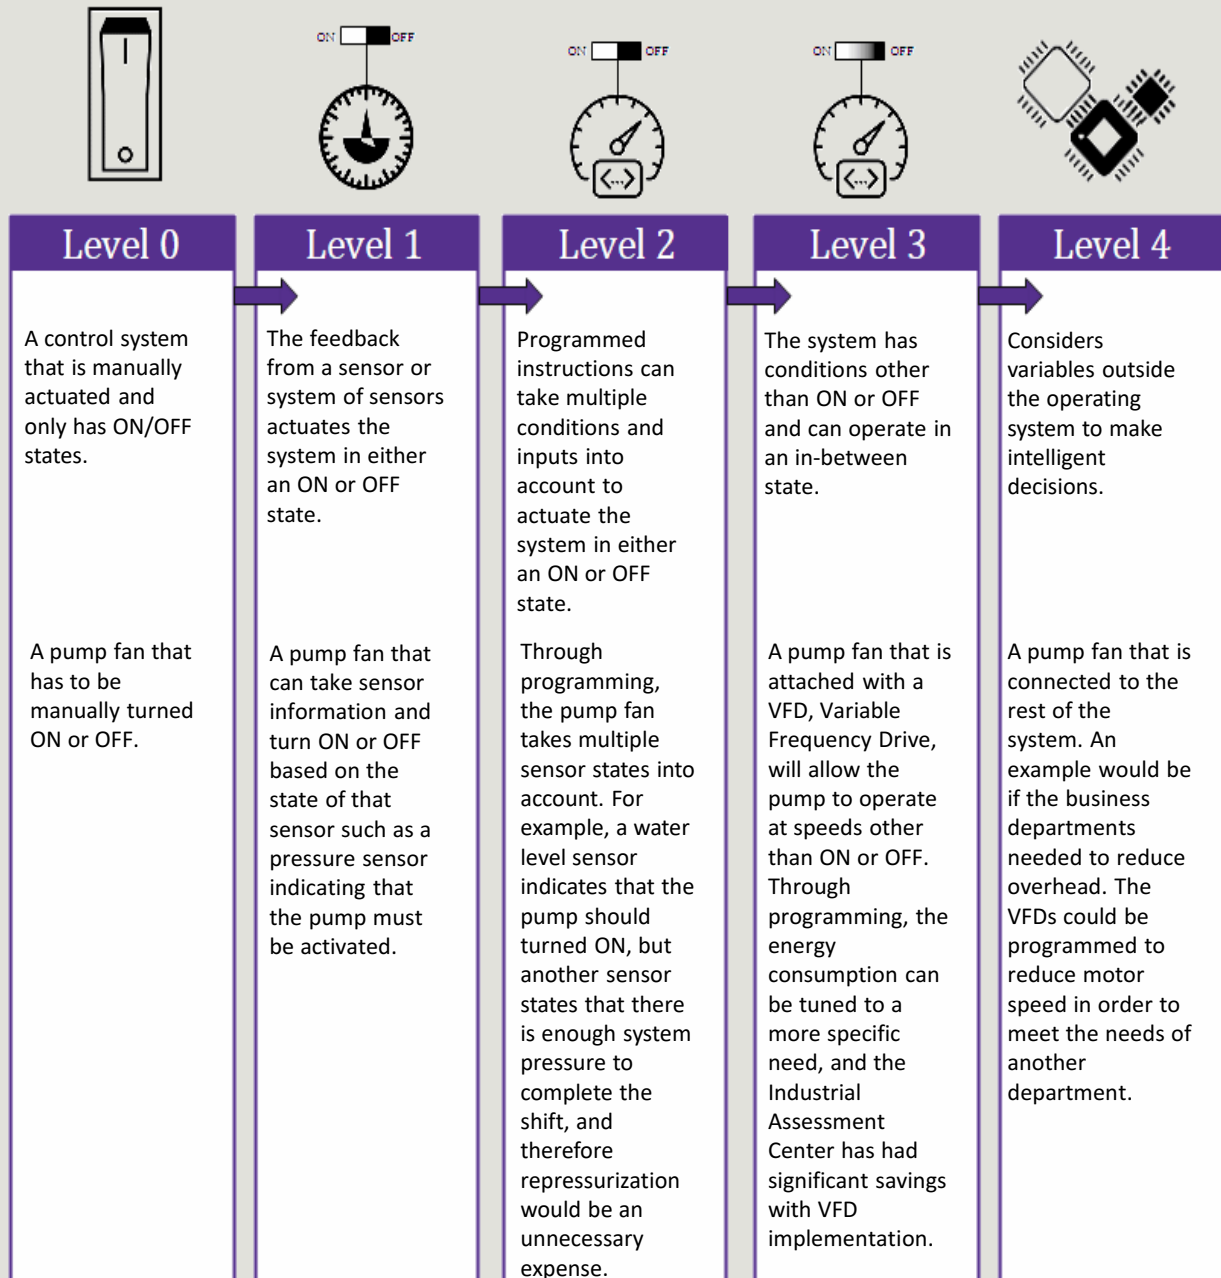 ON OFF
ON OFF
ON OFF
Level 0
A control system
that is manually
actuated and
only has ON/OFF
states.
A pump fan that
has to be
manually turned
ON or OFF.
Level 1
The feedback
from a sensor or
system of sensors
actuates the
system in either
an ON or OFF
state.
A pump fan that
can take sensor
information and
turn ON or OFF
based on the
state of that
sensor such as a
pressure sensor
indicating that
the pump must
be activated.
Level 2
Programmed
instructions can
take multiple
conditions and
inputs into
account to
actuate the
system in either
an ON or OFF
state.
Through
programming,
the pump fan
takes multiple
sensor states into
account. For
example, a water
level sensor
indicates that the
pump should
turned ON, but
another sensor
states that there
is enough system
pressure to
complete the
shift, and
therefore
repressurization
would be an
unnecessary
expense.
Level 3
The system has
conditions other
than ON or OFF
and can operate in
an in-between
state.
A pump fan that is
attached with a
VFD, Variable
Frequency Drive,
will allow the
pump to operate
at speeds other
than ON or OFF.
Through
programming, the
energy
consumption can
be tuned to a
more specific
need, and the
Industrial
Assessment
Center has had
significant savings
with VFD
implementation.
Level 4
Considers
variables outside
the operating
system to make
intelligent
decisions.
A pump fan that is
connected to the
rest of the
system. An
example would be
if the business
departments
needed to reduce
overhead. The
VFDs could be
programmed to
reduce motor
speed in order to
meet the needs of
another
department.